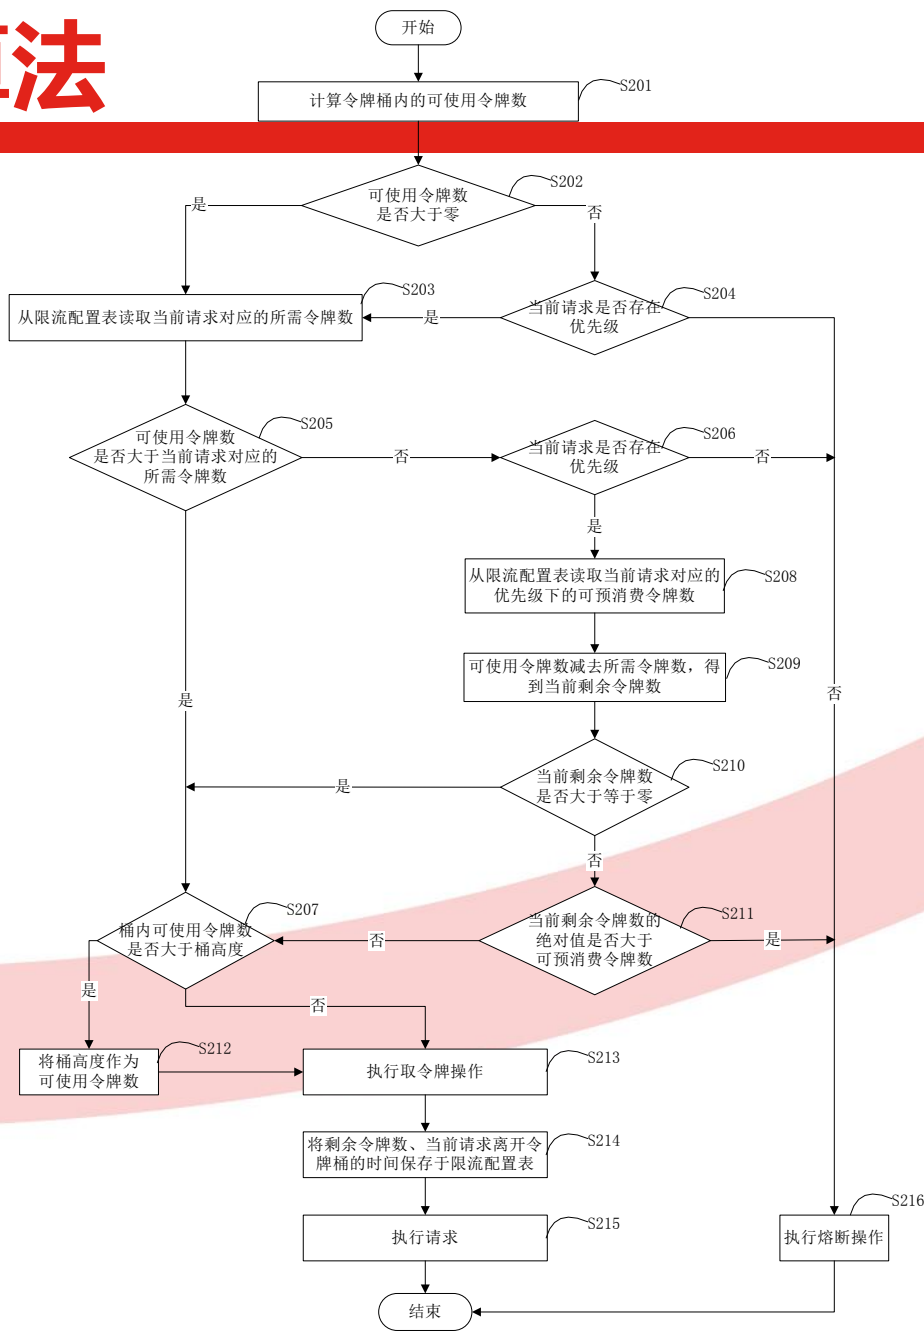 算法
开始
计算令牌桶内的可使用令牌数
S201
可使用令牌数
是否大于零
S202
是
否
从限流配置表读取当前请求对应的所需令牌数
S203
是
当前请求是否存在
优先级
S204
可使用令牌数
是否大于当前请求对应的
所需令牌数
S205
否
当前请求是否存在
优先级
S206
否
是
从限流配置表读取当前请求对应的
优先级下的可预消费令牌数
S208
可使用令牌数减去所需令牌数，得
到当前剩余令牌数
S209
是
否
当前剩余令牌数
是否大于等于零
S210
是
否
桶内可使用令牌数
是否大于桶高度
S207
否
当前剩余令牌数的
绝对值是否大于
可预消费令牌数
S211
是
是
否
将桶高度作为
可使用令牌数
S212
执行取令牌操作
S213
将剩余令牌数、当前请求离开令
牌桶的时间保存于限流配置表
S214
执行请求
S215
执行熔断操作
S216
结束